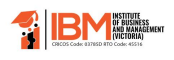 IBM
INSTITUTE
OF BUSINESS
AND MANAGEMENT
(VICTORIA)
CRICOS Code: 03785D RTO Code: 45516